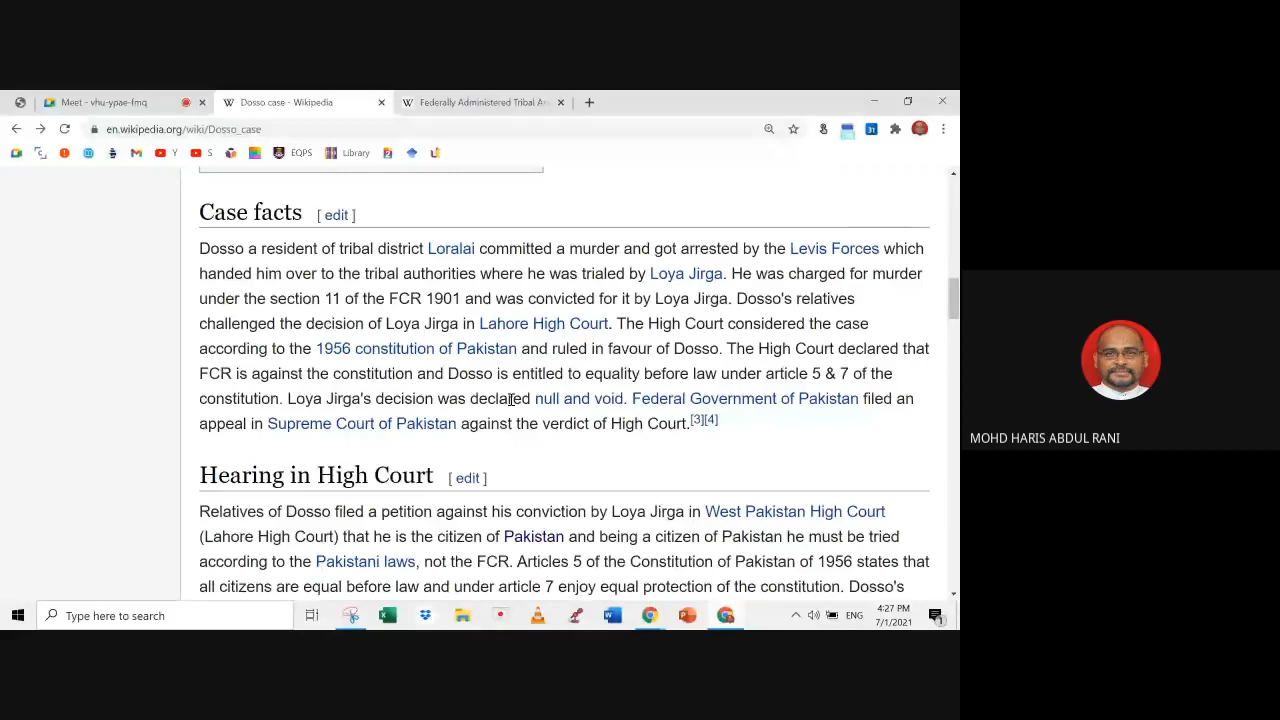 Meet - vhu-ypae-fmq
Dosso case - Wikipedia
Federally Administered Tribal Ar
en.wikipedia.org/wiki/Dosso_case
31
Y
S
EQPS
Library
Case facts [ edit ]
Dosso a resident of tribal district Loralai committed a murder and got arrested by the Levis Forces which
handed him over to the tribal authorities where he was trialed by Loya Jirga. He was charged for murder
under the section 11 of the FCR 1901 and was convicted for it by Loya Jirga. Dosso's relatives
challenged the decision of Loya Jirga in Lahore High Court. The High Court considered the case
according to the 1956 constitution of Pakistan and ruled in favour of Dosso. The High Court declared that
FCR is against the constitution and Dosso is entitled to equality before law under article 5 & 7 of the
constitution. Loya Jirga's decision was declared null and void. Federal Government of Pakistan filed an
appeal in Supreme Court of Pakistan against the verdict of High Court.[3][4]
Hearing in High Court [ edit ]
Relatives of Dosso filed a petition against his conviction by Loya Jirga in West Pakistan High Court
(Lahore High Court) that he is the citizen of Pakistan and being a citizen of Pakistan he must be tried
according to the Pakistani laws, not the FCR. Articles 5 of the Constitution of Pakistan of 1956 states that
all citizens are equal before law and under article 7 enjoy equal protection of the constitution. Dosso's
MOHD HARIS ABDUL RANI
Type here to search
ENG
4:27 PM
7/1/2021